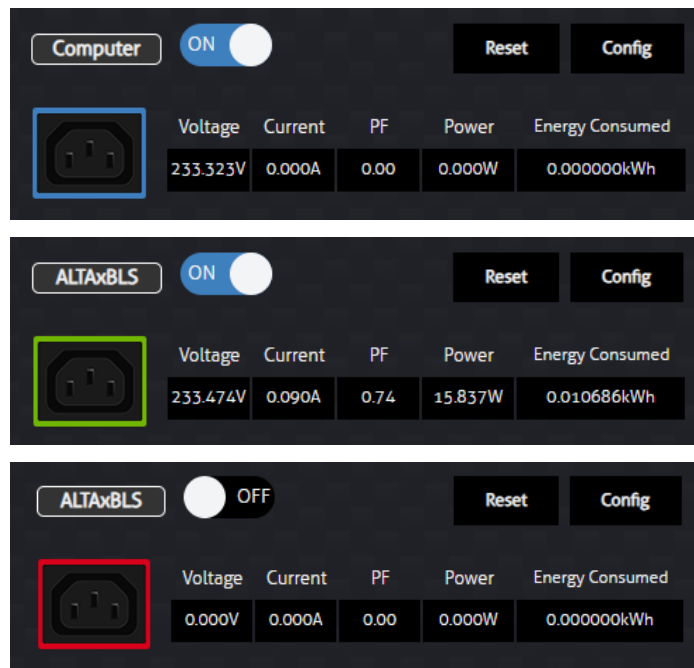 Computer ON Reset Config
Voltage Current PF Power Energy Consumed
233.323V 0.000A 0.00 0.000W 0.000000kWh
ALTAxBLS ON Reset Config
Voltage Current PF Power Energy Consumed
233.474V 0.090A 0.74 15.837W 0.010686kWh
ALTAxBLS OFF Reset Config
Voltage Current PF Power Energy Consumed
0.000V 0.000A 0.00 0.000W 0.000000kWh